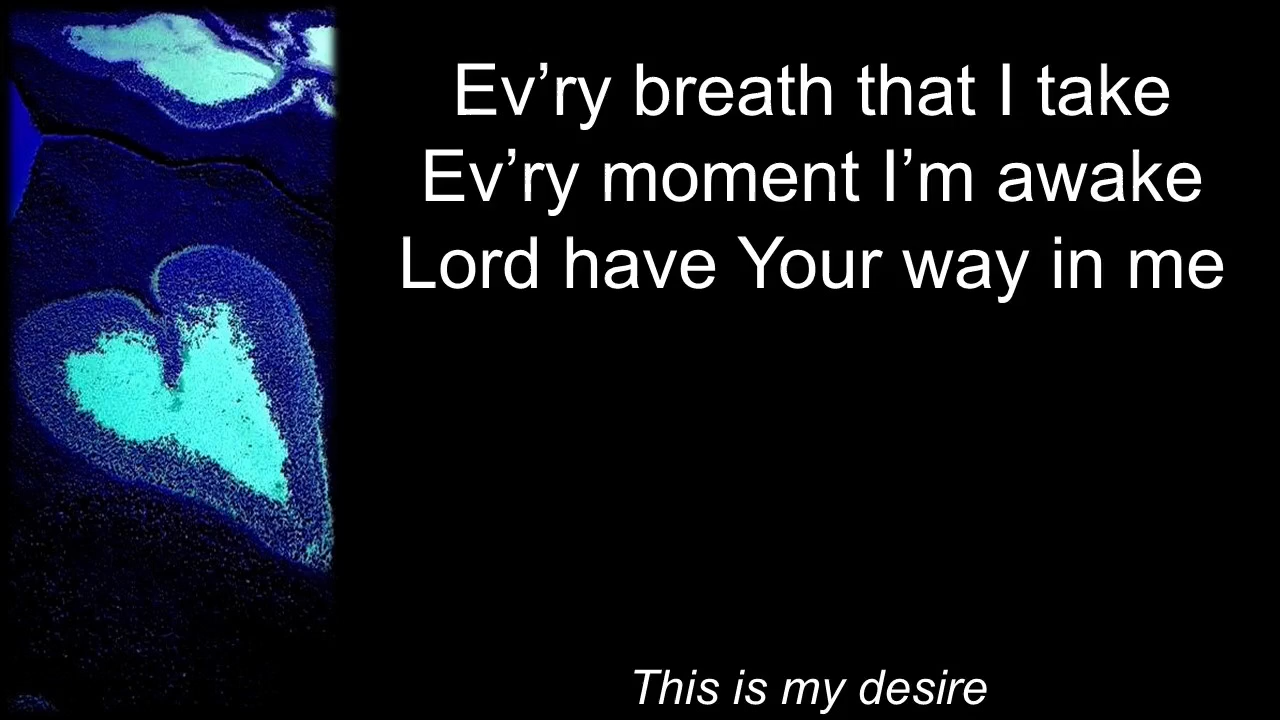 Ev’ry breath that I take
Ev’ry moment I’m awake
Lord have Your way in me
This is my desire